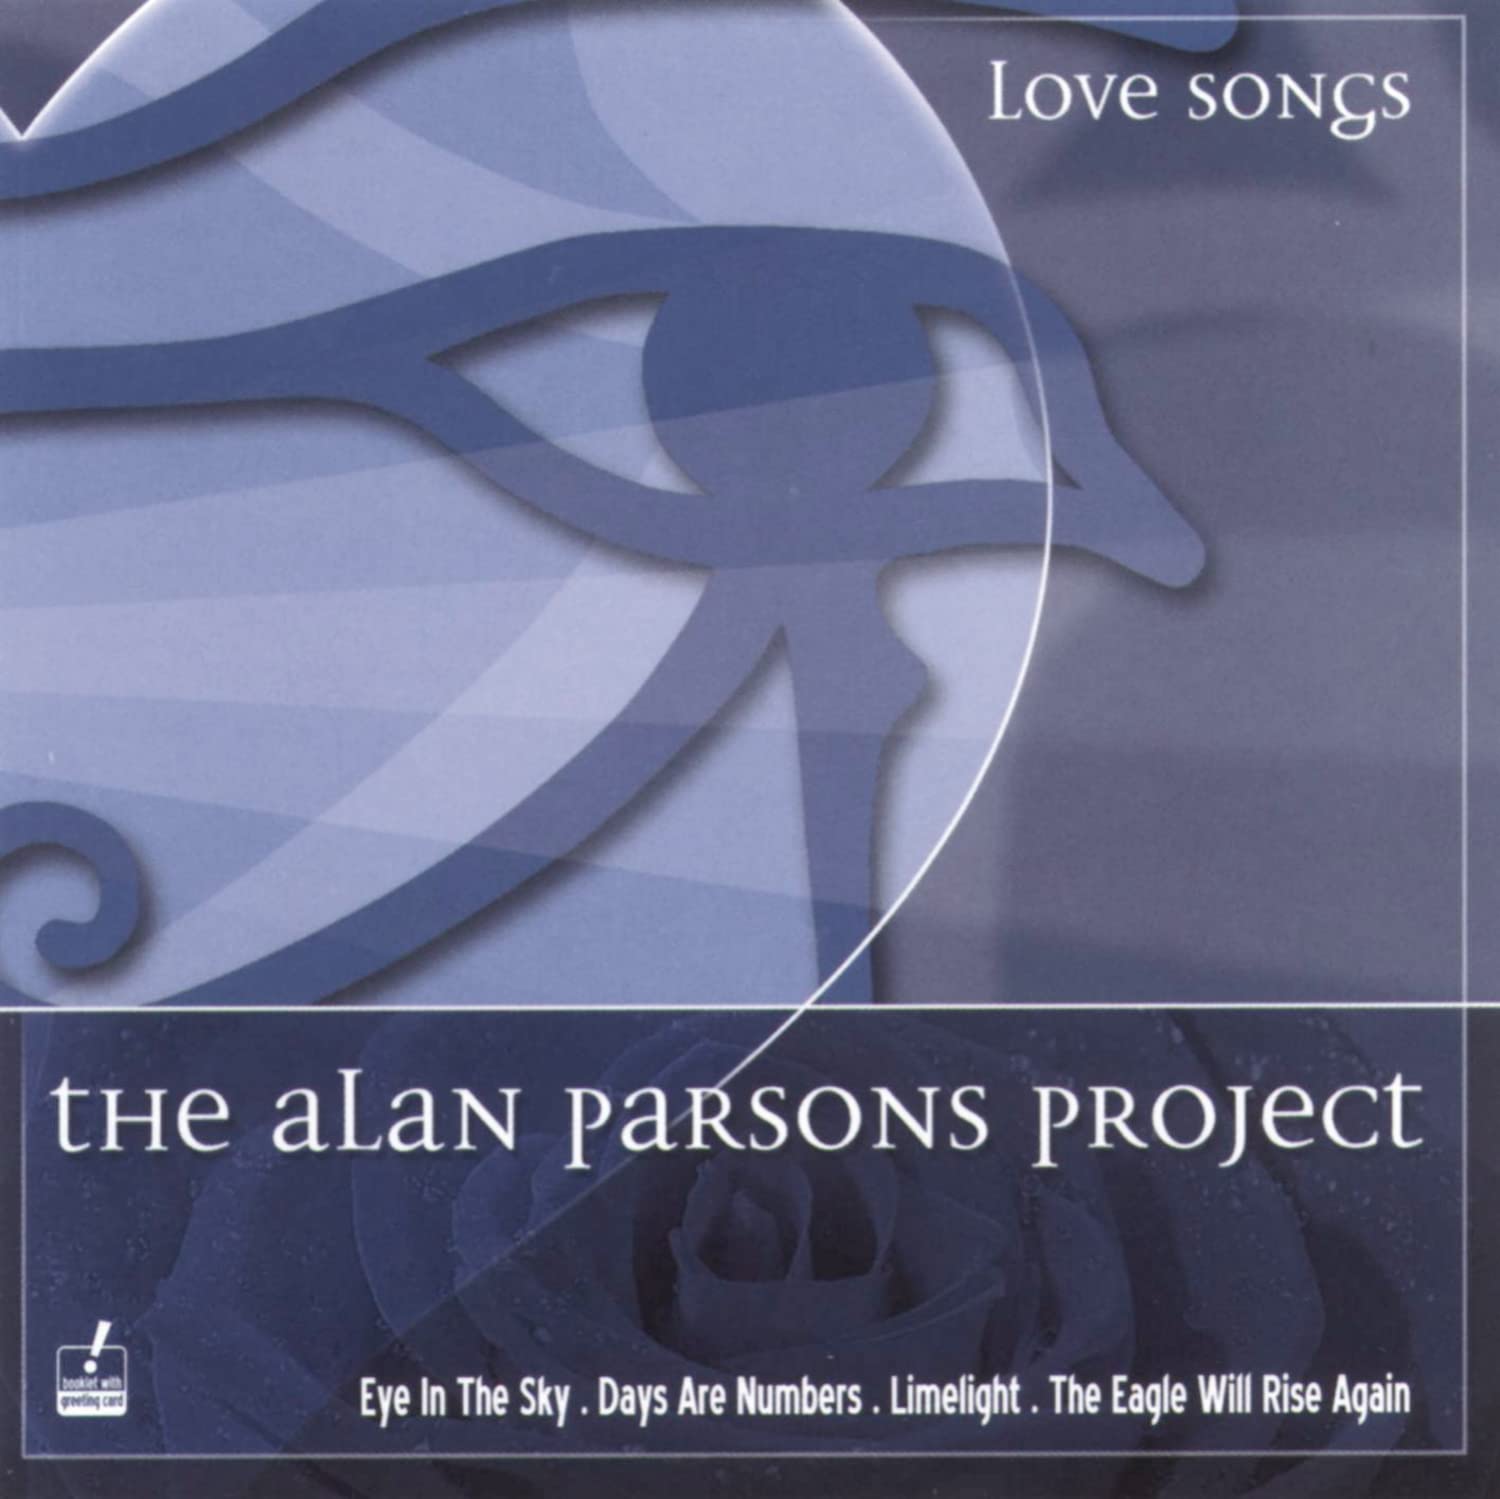 Love songs
the alan parsons project
! booklet with
greeting card
Eye In The Sky . Days Are Numbers . Limelight . The Eagle Will Rise Again